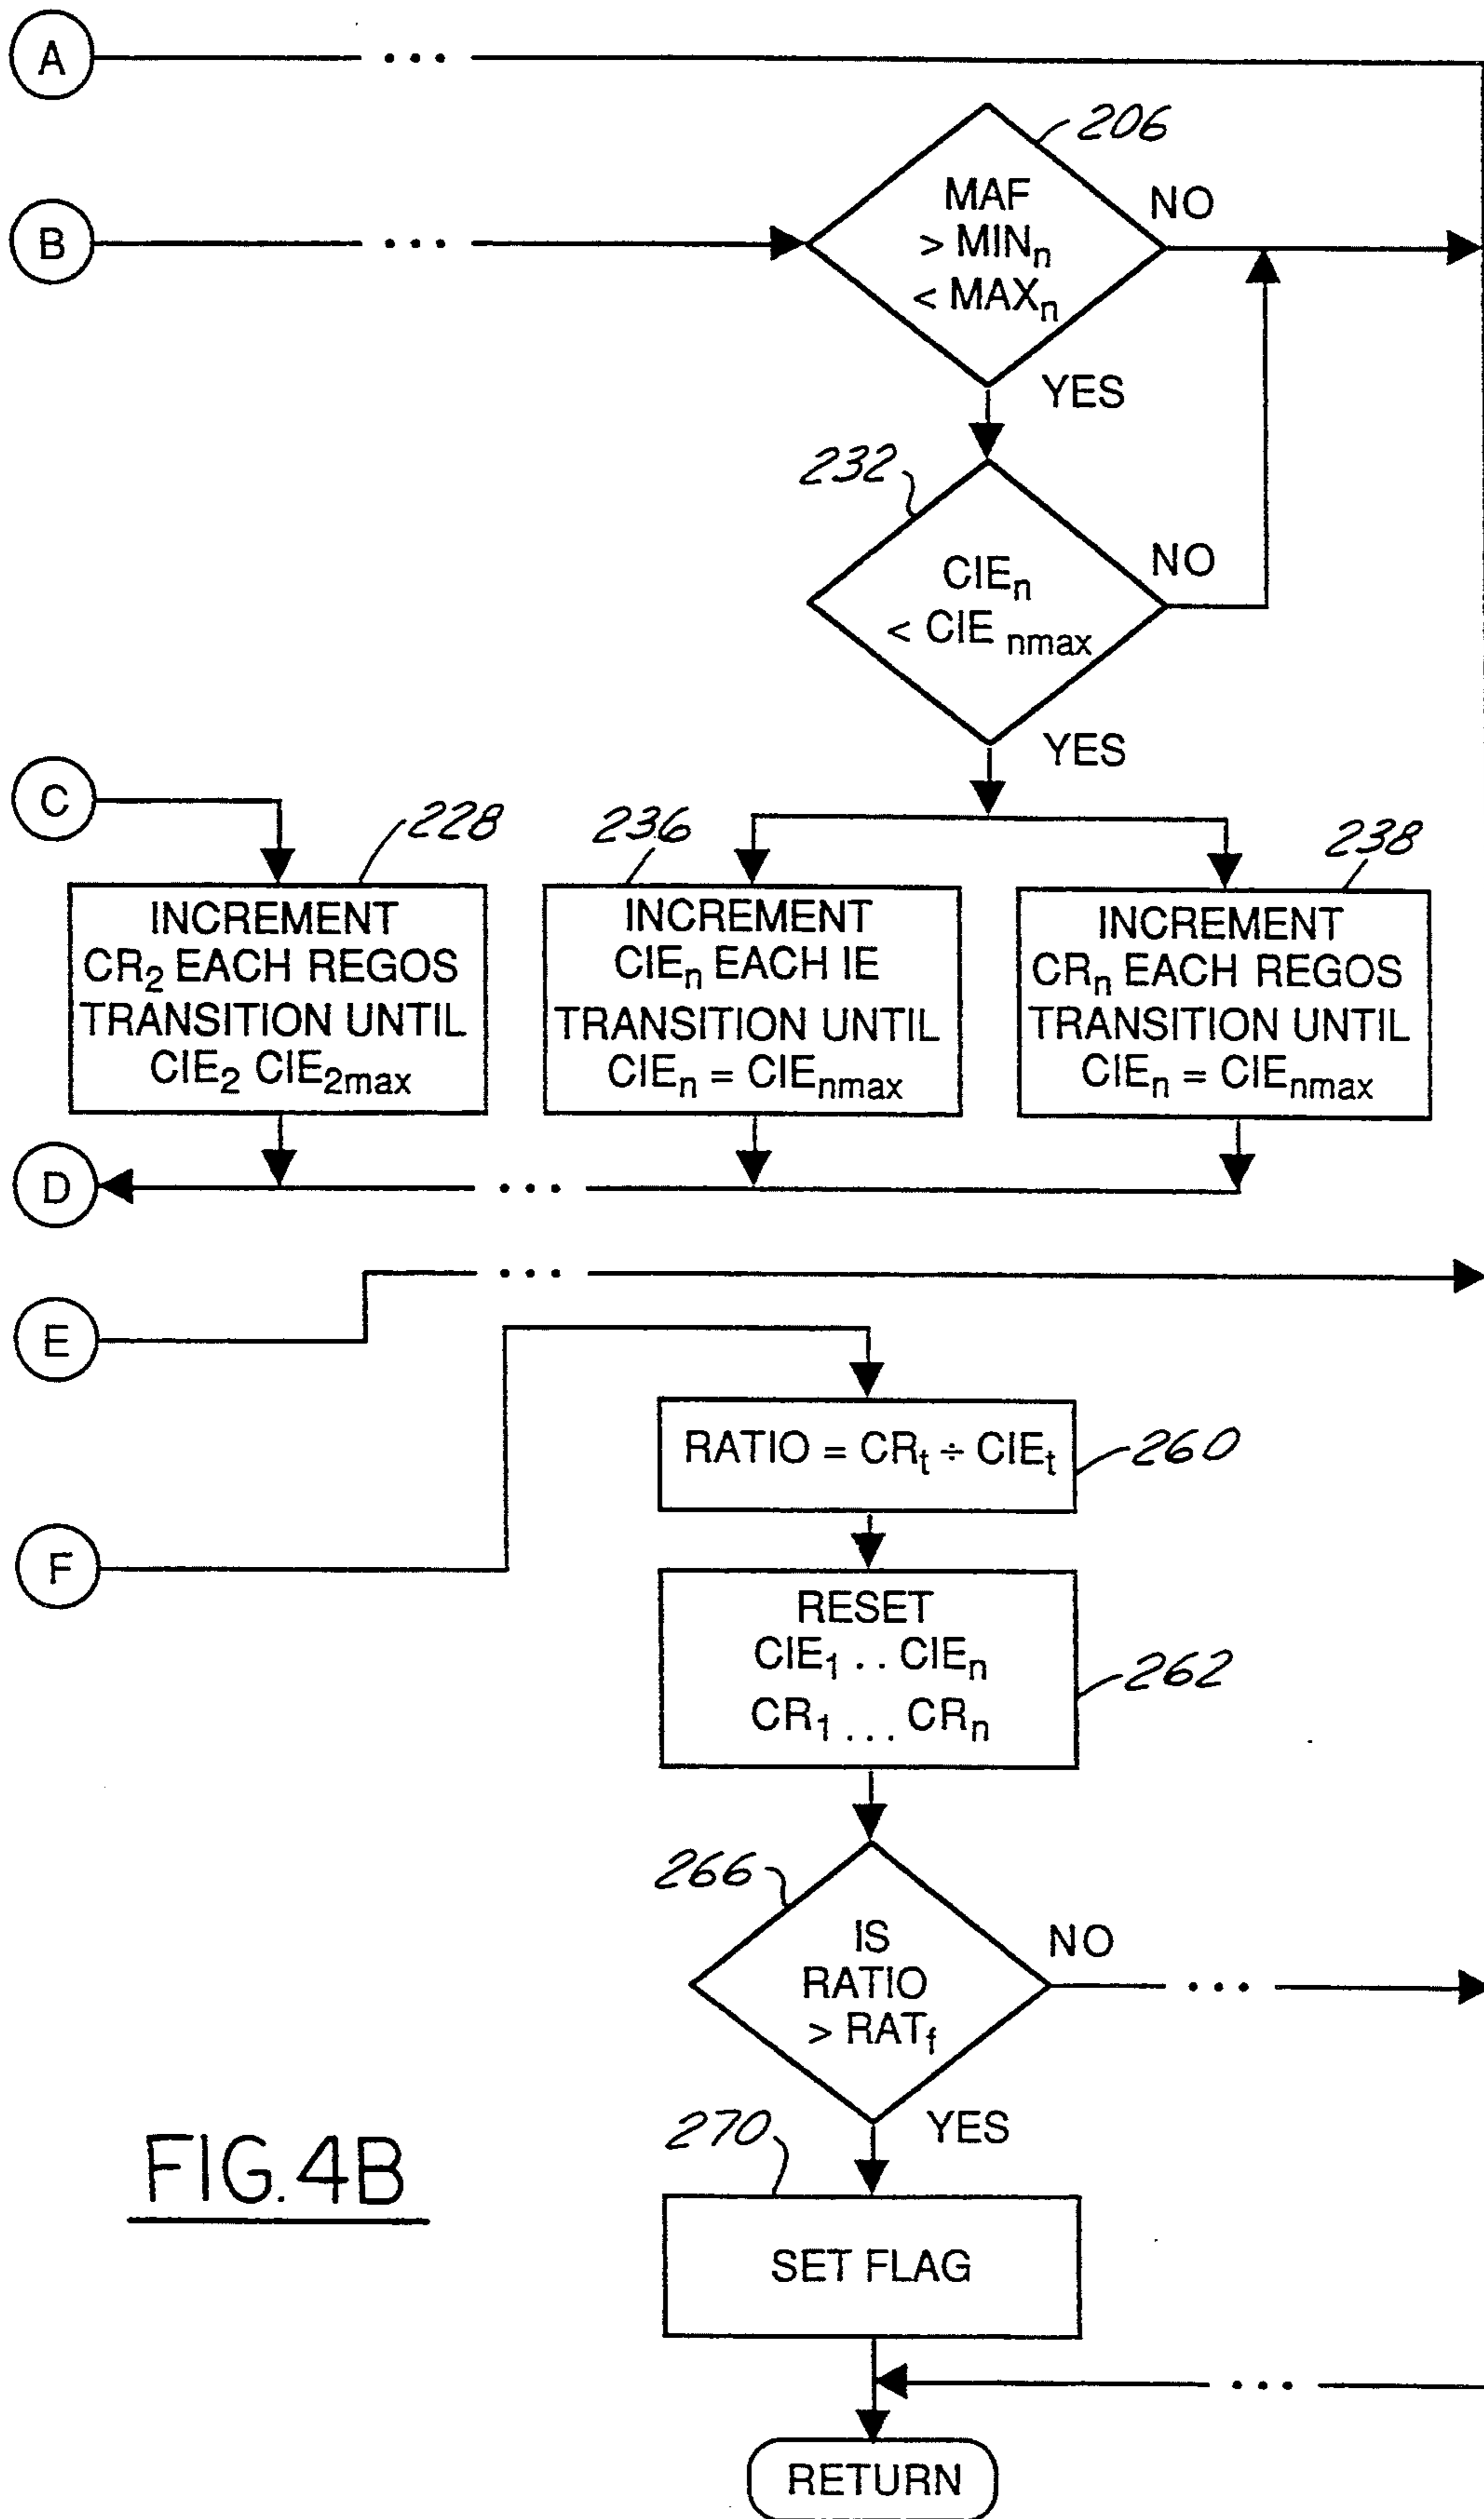 A
206
MAF
> MINn
< MAXn
NO
B
YES
232
CIEn
< CIE nmax
NO
YES
C
228
236
238
INCREMENT
CR2 EACH REGOS
TRANSITION UNTIL
CIE2 CIE2max
INCREMENT
CIEn EACH IE
TRANSITION UNTIL
CIEn = CIEnmax
INCREMENT
CRn EACH REGOS
TRANSITION UNTIL
CIEn = CIEnmax
D
...
E
...
RATIO = CRt ÷ CIEt
260
F
RESET
CIE1 .. CIEn
CR1 ... CRn
262
266
IS
RATIO
> RATf
NO
...
YES
270
FIG.4B
SET FLAG
...
RETURN